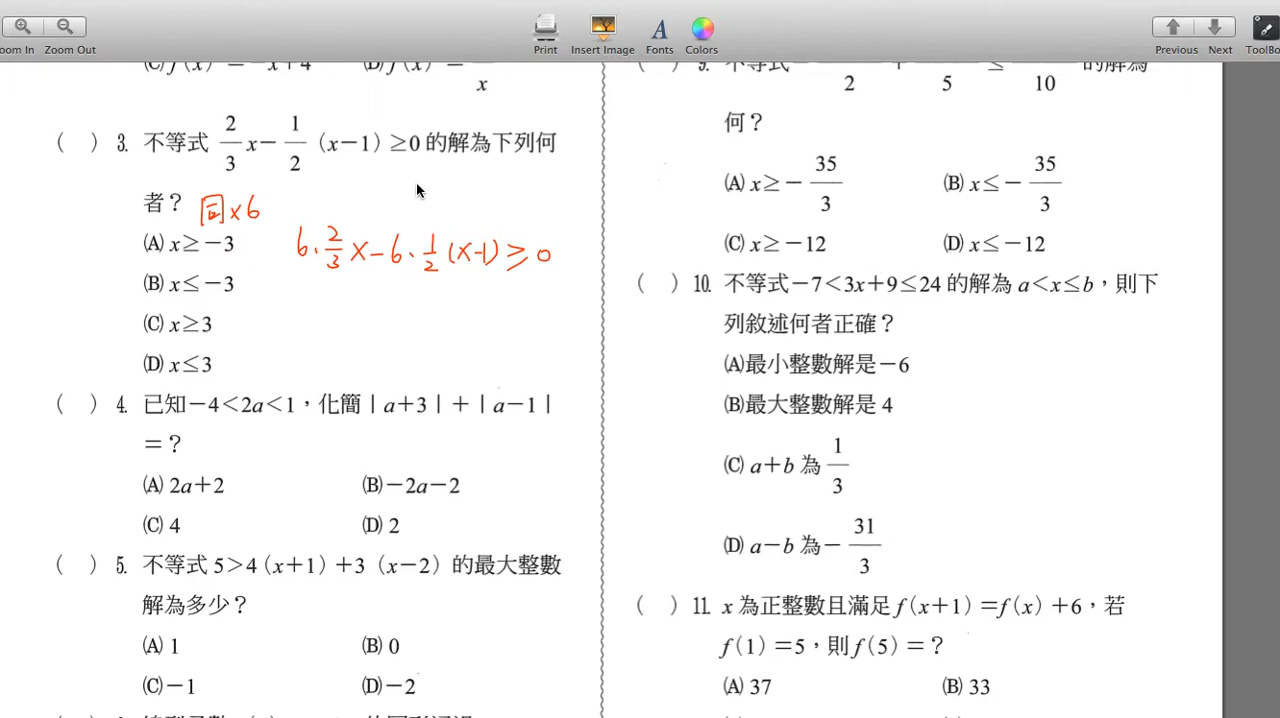 Zoom Out
Print
Insert Image
Fonts
Colors
Previous
Next
( ) 3. 不等式 2/3 x－1/2（x－1）≥0 的解為下列何
者？ 同×6
6·2/3 x－6·1/2 (x-1) ≥ 0
(A) x≥－3
(B) x≤－3
(C) x≥3
(D) x≤3
( ) 4. 已知－4＜2a＜1，化簡｜a＋3｜＋｜a－1｜
＝？
(A) 2a＋2 (B)－2a－2
(C) 4 (D) 2
( ) 5. 不等式 5＞4（x＋1）＋3（x－2）的最大整數
解為多少？
(A) 1 (B) 0
(C)－1 (D)－2
何？
(A) x≥－35/3 (B) x≤－35/3
(C) x≥－12 (D) x≤－12
( ) 10. 不等式－7＜3x＋9≤24 的解為 a＜x≤b，則下
列敘述何者正確？
(A)最小整數解是－6
(B)最大整數解是 4
(C) a＋b 為 1/3
(D) a－b 為－31/3
( ) 11. x 為正整數且滿足 f（x＋1）＝f（x）＋6，若
f（1）＝5，則 f（5）＝？
(A) 37 (B) 33